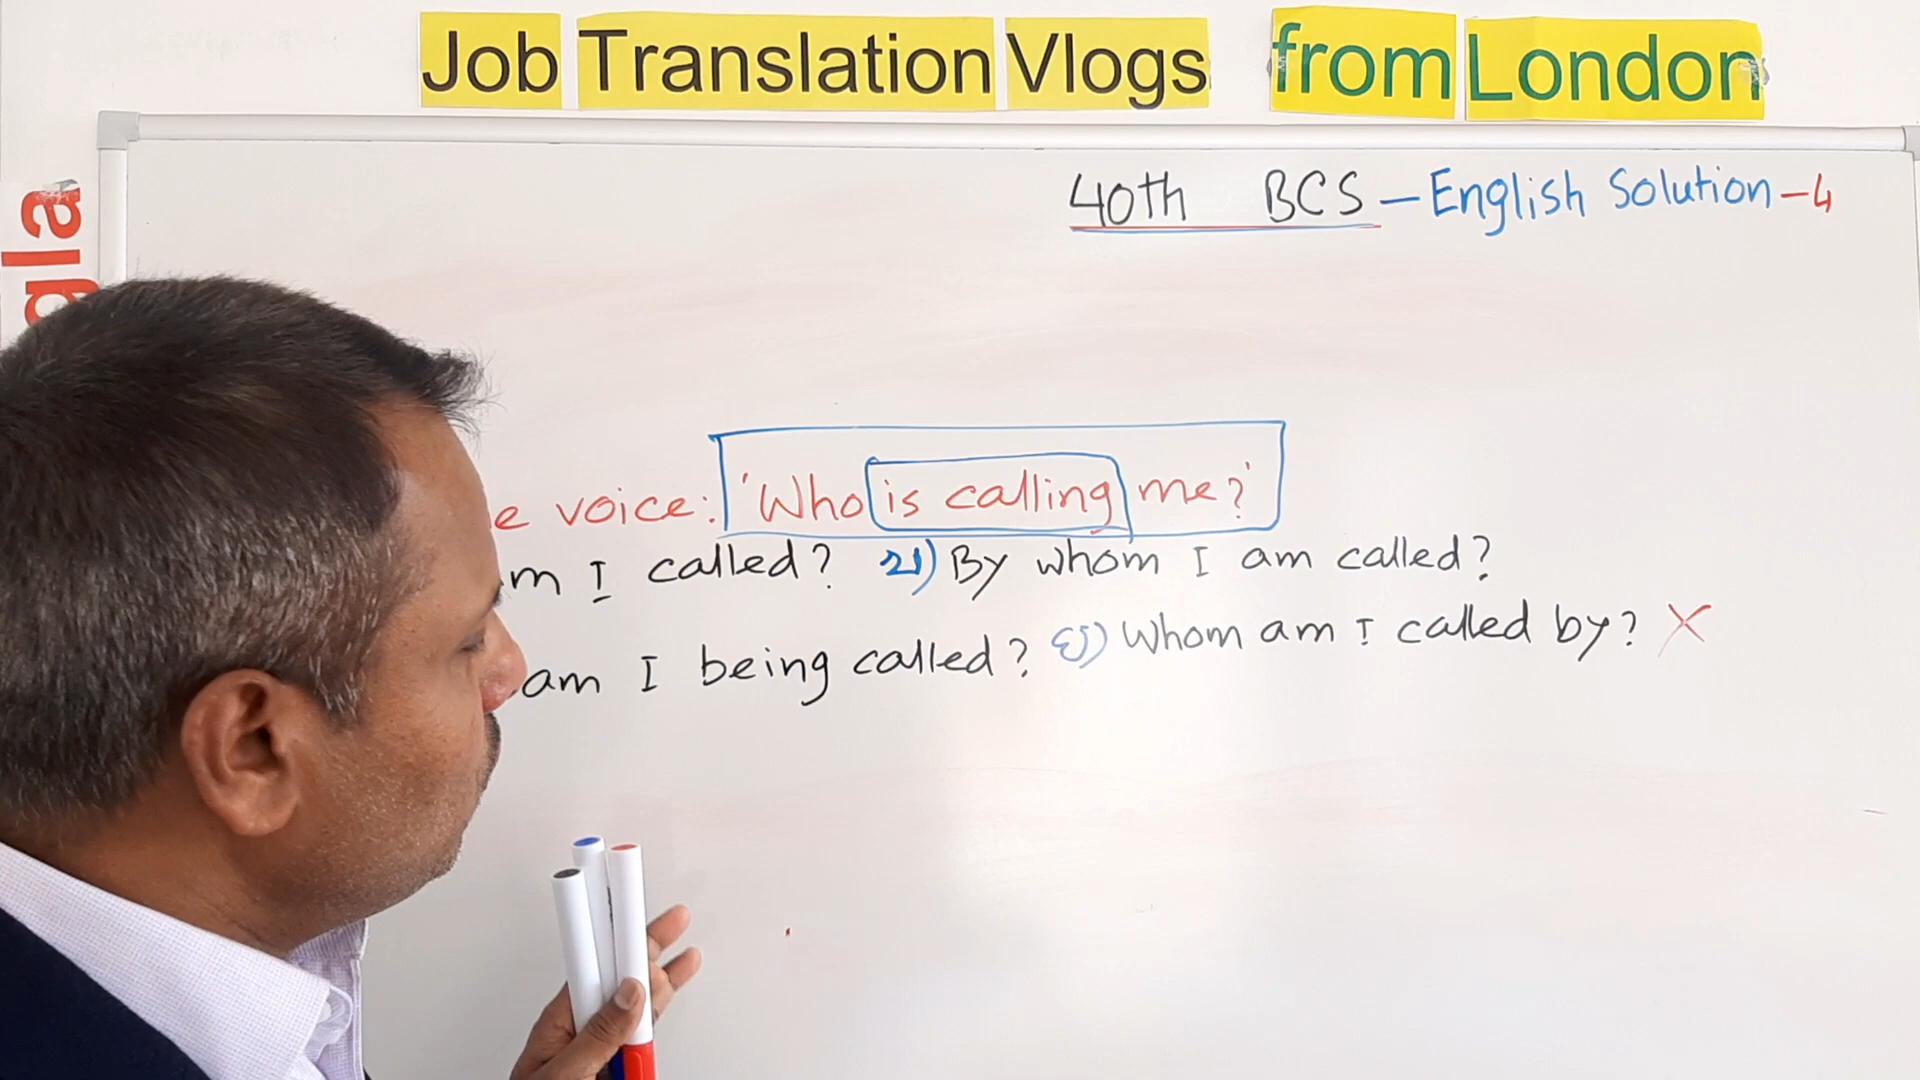 Job Translation Vlogs from London
gla
40th BCS – English Solution – 4
e voice: 'Who is calling me?'
m I called? খ) By whom I am called?
am I being called? ঘ) Whom am I called by? X